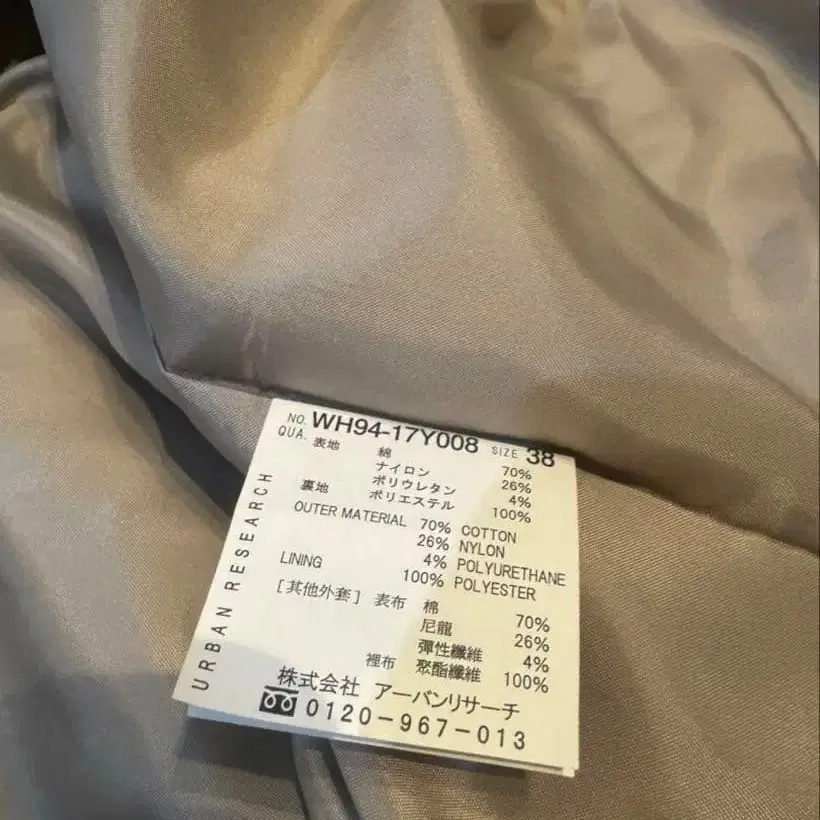 NO. WH94-17Y008 SIZE 38
QUA. 表地 綿 70%
ナイロン 26%
ポリウレタン 4%
裏地 ポリエステル 100%
OUTER MATERIAL 70% COTTON
26% NYLON
4% POLYURETHANE
LINING 100% POLYESTER
[其他外套] 表布 棉 70%
尼龍 26%
彈性纖維 4%
裡布 聚酯纖維 100%
株式会社 アーバンリサーチ
0120-967-013
URBAN RESEARCH